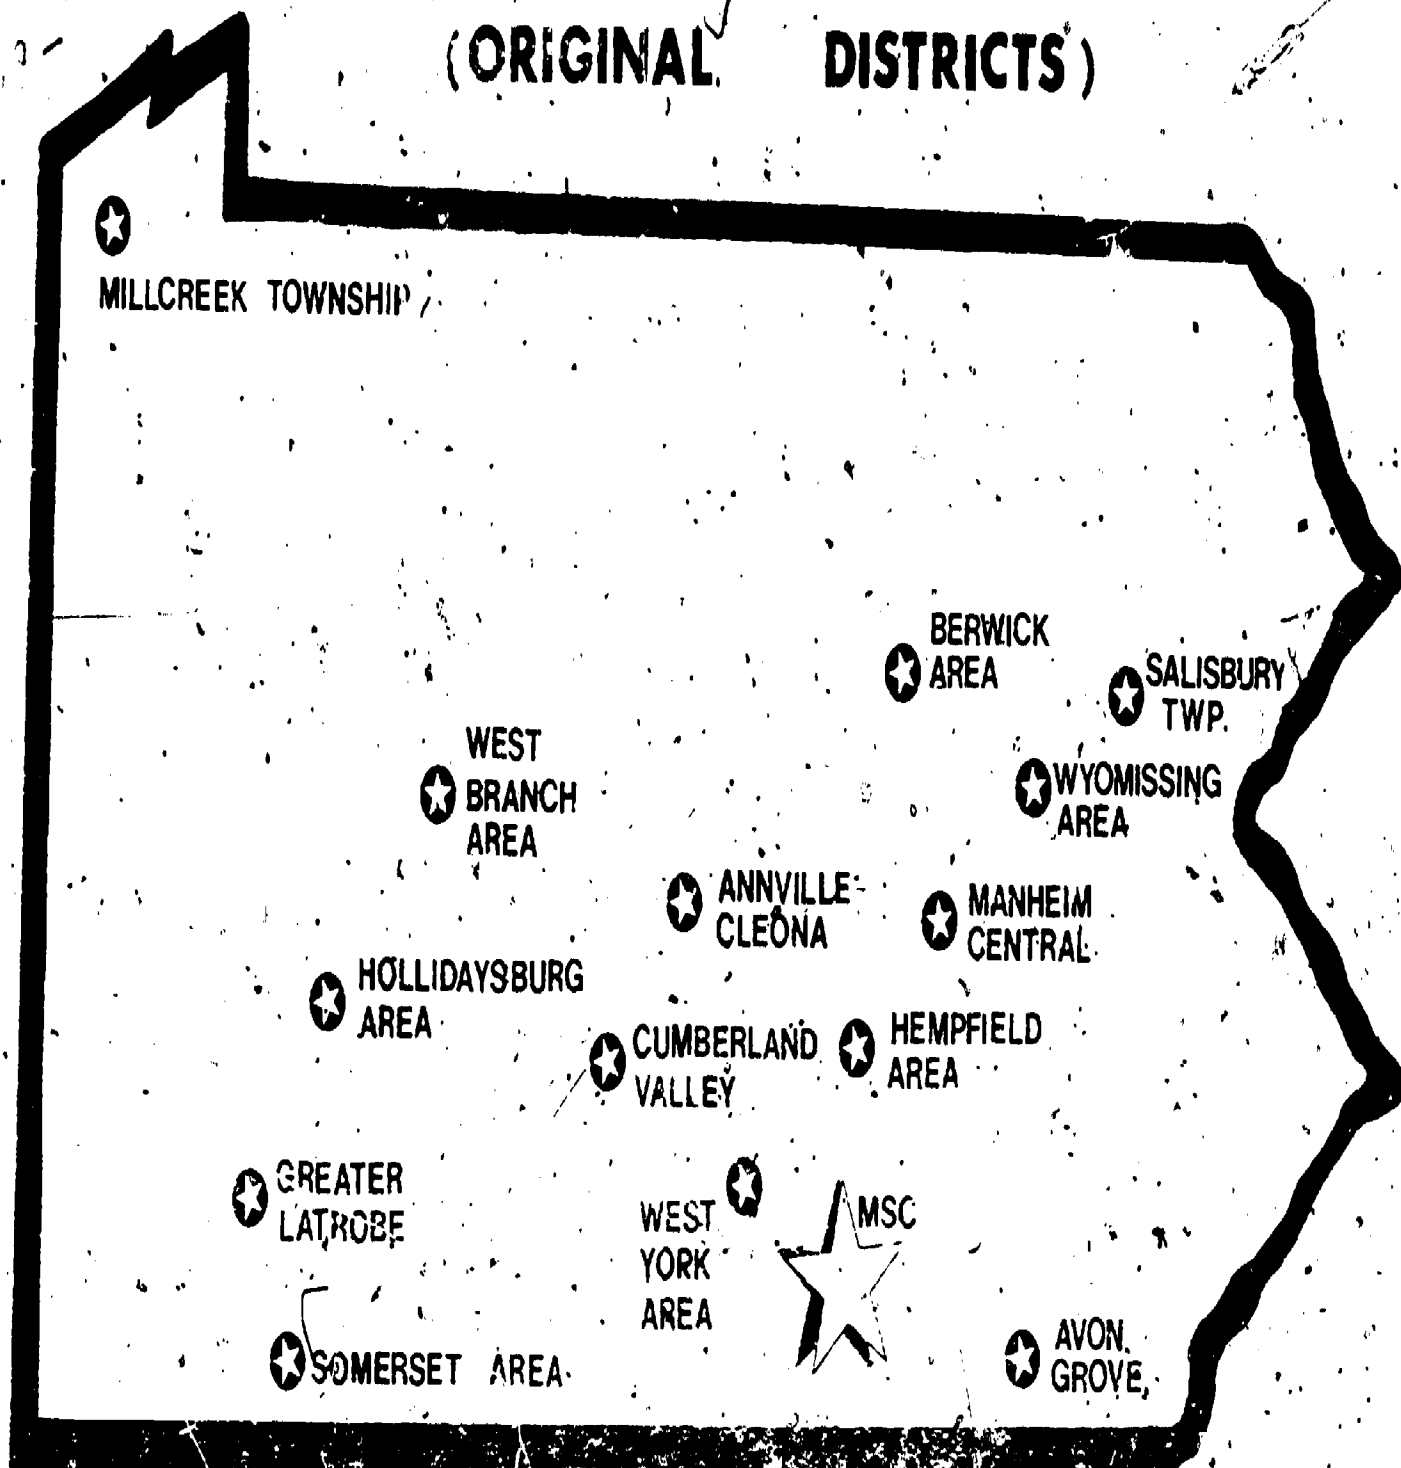 (ORIGINAL DISTRICTS)
MILLCREEK TOWNSHIP
BERWICK
AREA
SALISBURY
TWP.
WEST
BRANCH
AREA
WYOMISSING
AREA
ANNVILLE-
CLEONA
MANHEIM
CENTRAL
HOLLIDAYSBURG
AREA
CUMBERLAND
VALLEY
HEMPFIELD
AREA
GREATER
LATROBE
WEST
YORK
AREA
MSC
SOMERSET AREA
AVON
GROVE